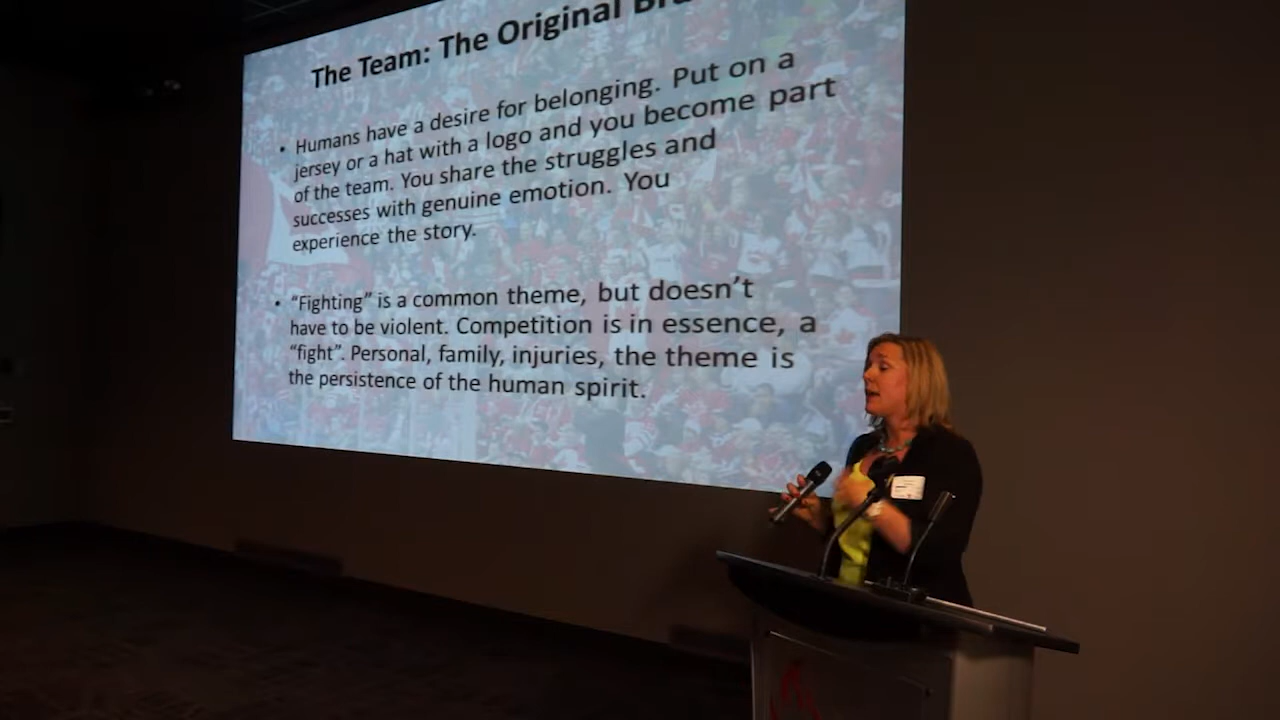 The Team: The Original
• Humans have a desire for belonging. Put on a
jersey or a hat with a logo and you become part
of the team. You share the struggles and
successes with genuine emotion. You
experience the story.
• “Fighting” is a common theme, but doesn’t
have to be violent. Competition is in essence, a
“fight”. Personal, family, injuries, the theme is
the persistence of the human spirit.